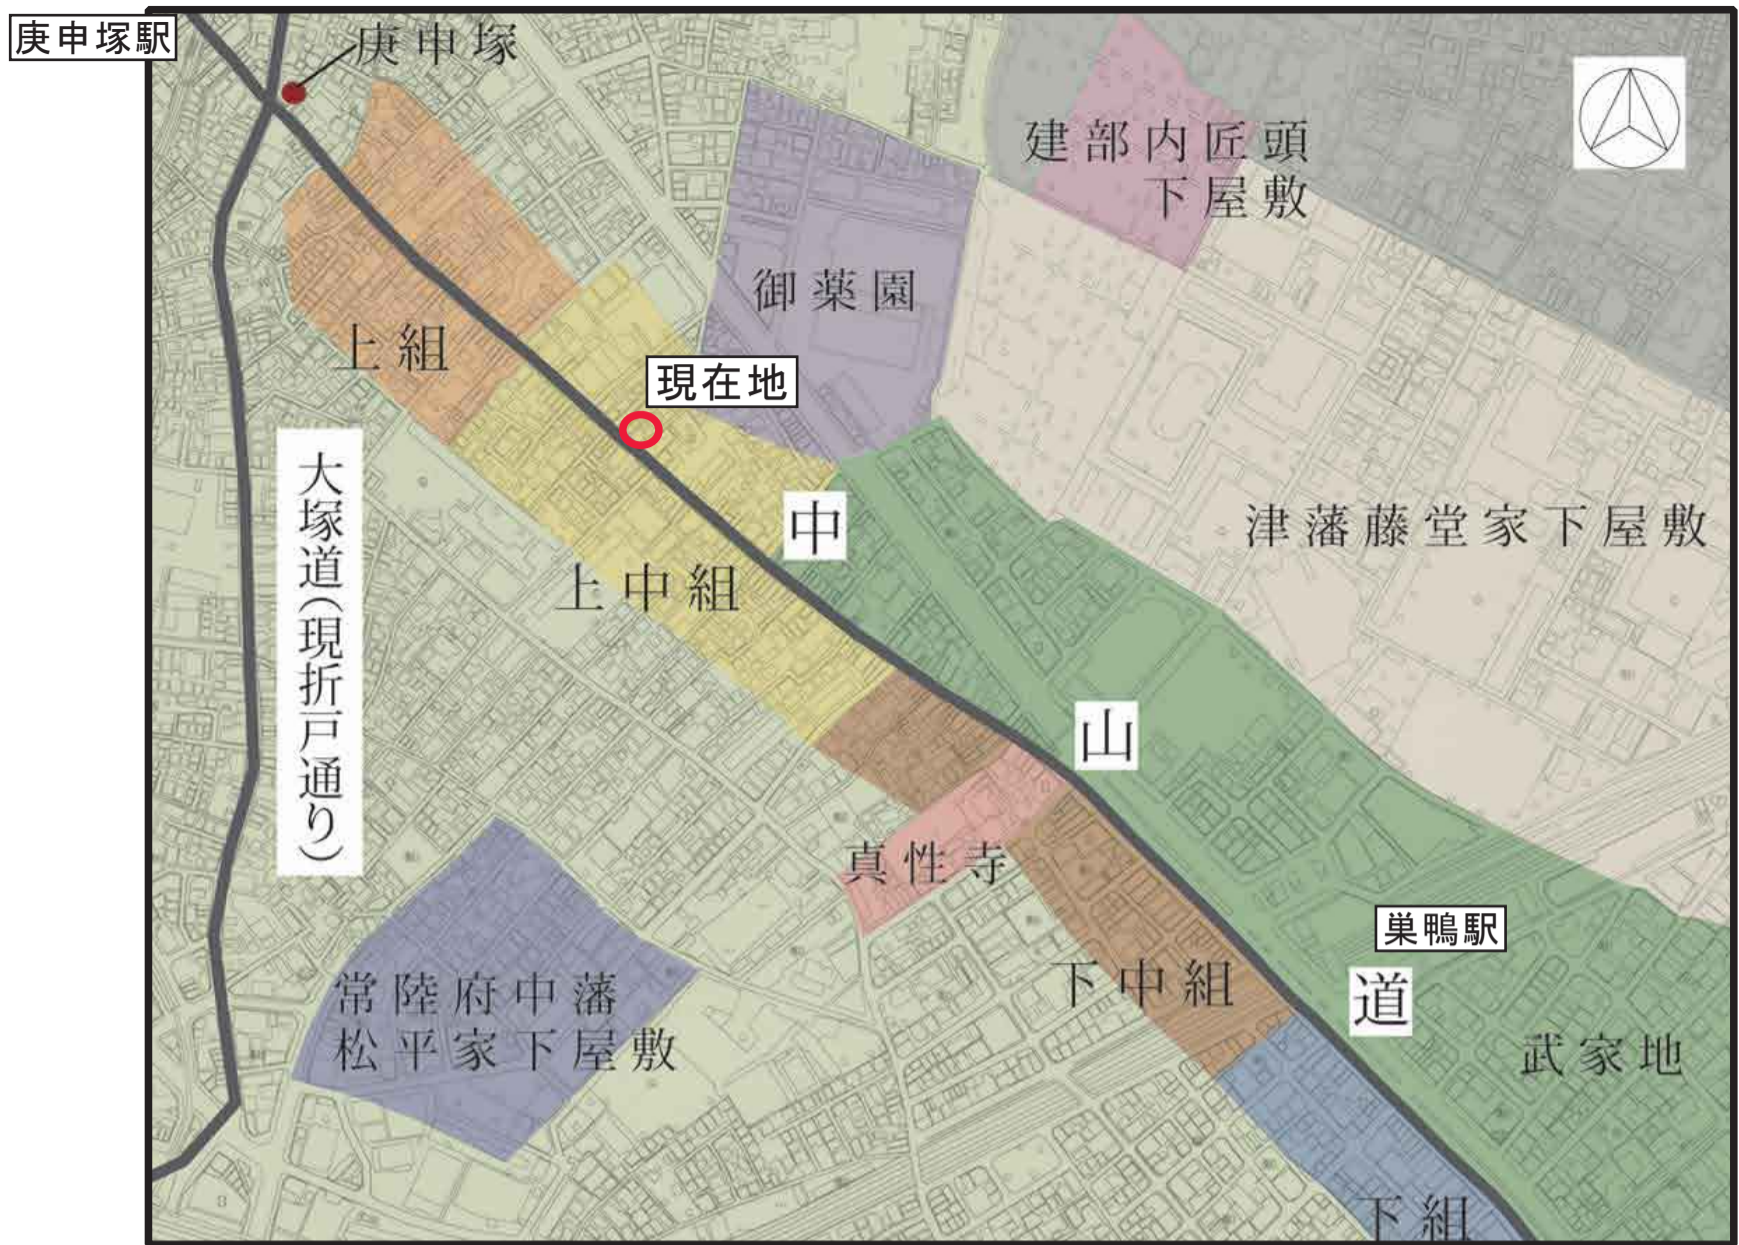 庚申塚駅
庚申塚
建部内匠頭
下屋敷
御薬園
上組
現在地
大塚道(現折戸通り)
中山道
津藩藤堂家下屋敷
上中組
真性寺
巣鴨駅
下中組
常陸府中藩
松平家下屋敷
武家地
下組